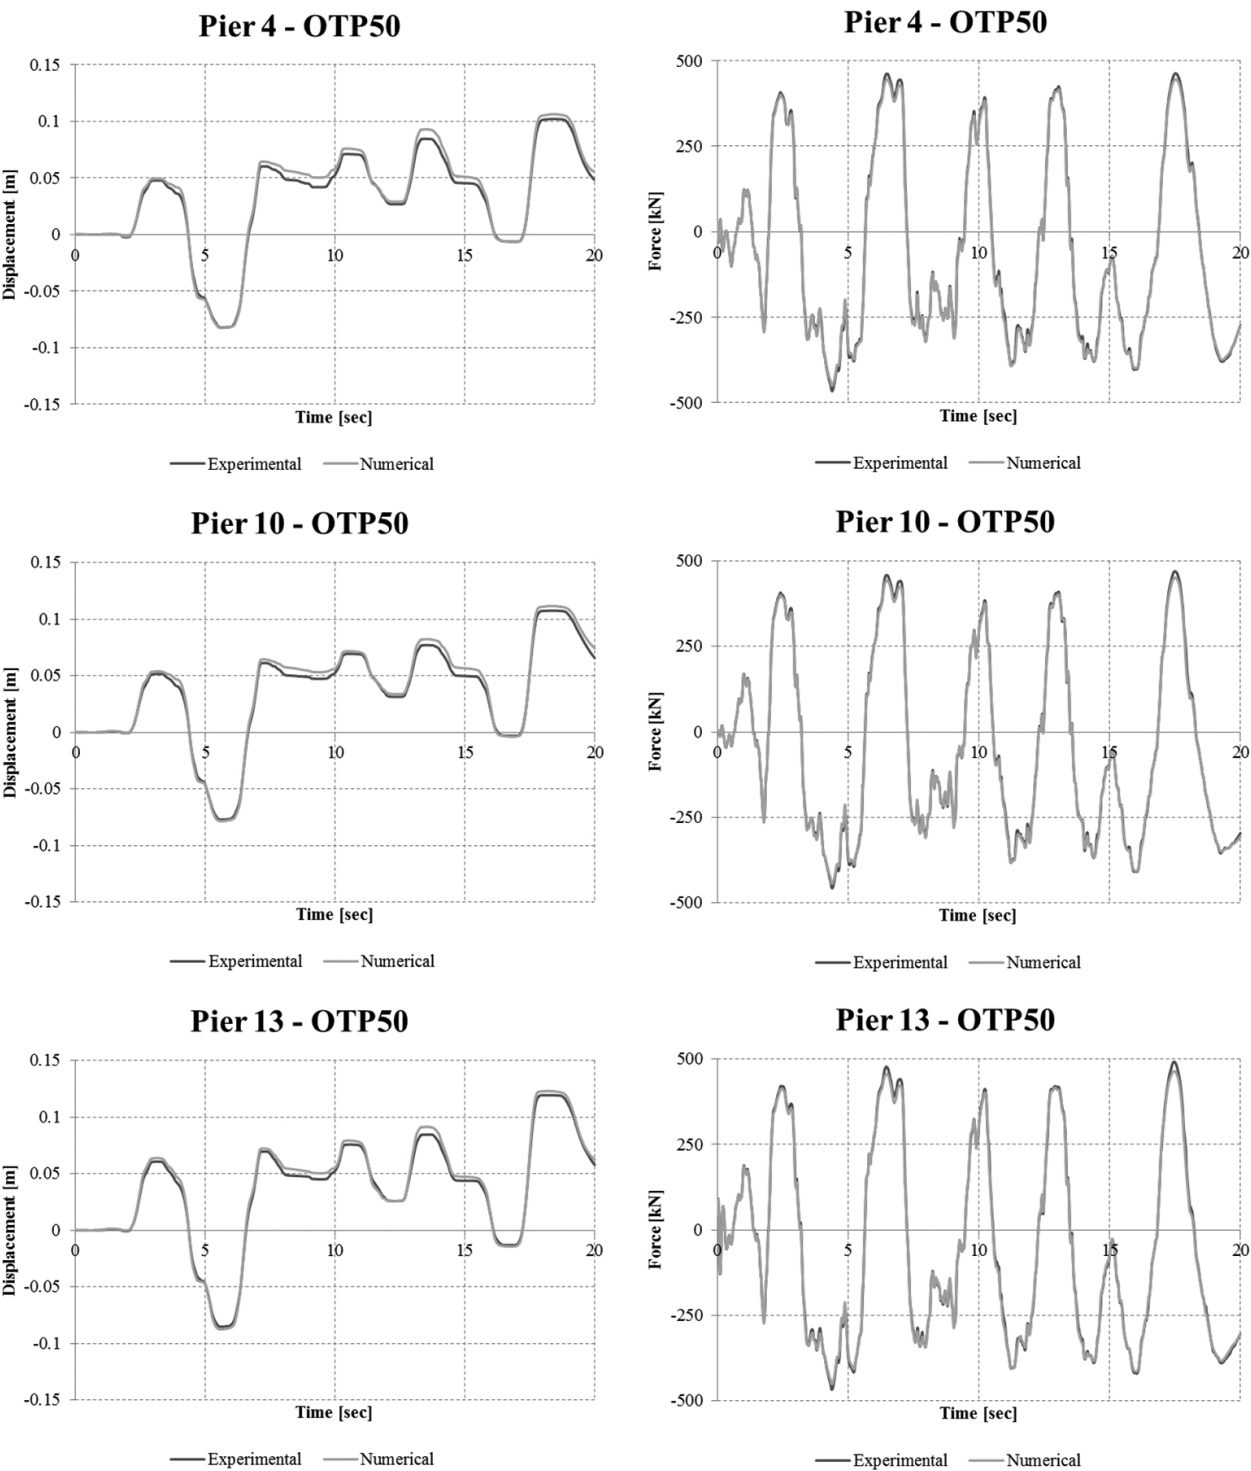 Pier 4 - OTP50
0.15
0.1
0.05
0
-0.05
-0.1
-0.15
0 5 10 15 20
Displacement [m]
Time [sec]
Experimental Numerical
Pier 4 - OTP50
500
250
0
-250
-500
0 5 10 15 20
Force [kN]
Time [sec]
Experimental Numerical
Pier 10 - OTP50
0.15
0.1
0.05
0
-0.05
-0.1
-0.15
0 5 10 15 20
Displacement [m]
Time [sec]
Experimental Numerical
Pier 10 - OTP50
500
250
0
-250
-500
0 5 10 15 20
Force [kN]
Time [sec]
Experimental Numerical
Pier 13 - OTP50
0.15
0.1
0.05
0
-0.05
-0.1
-0.15
0 5 10 15 20
Displacement [m]
Time [sec]
Experimental Numerical
Pier 13 - OTP50
500
250
0
-250
-500
0 5 10 15 20
Force [kN]
Time [sec]
Experimental Numerical